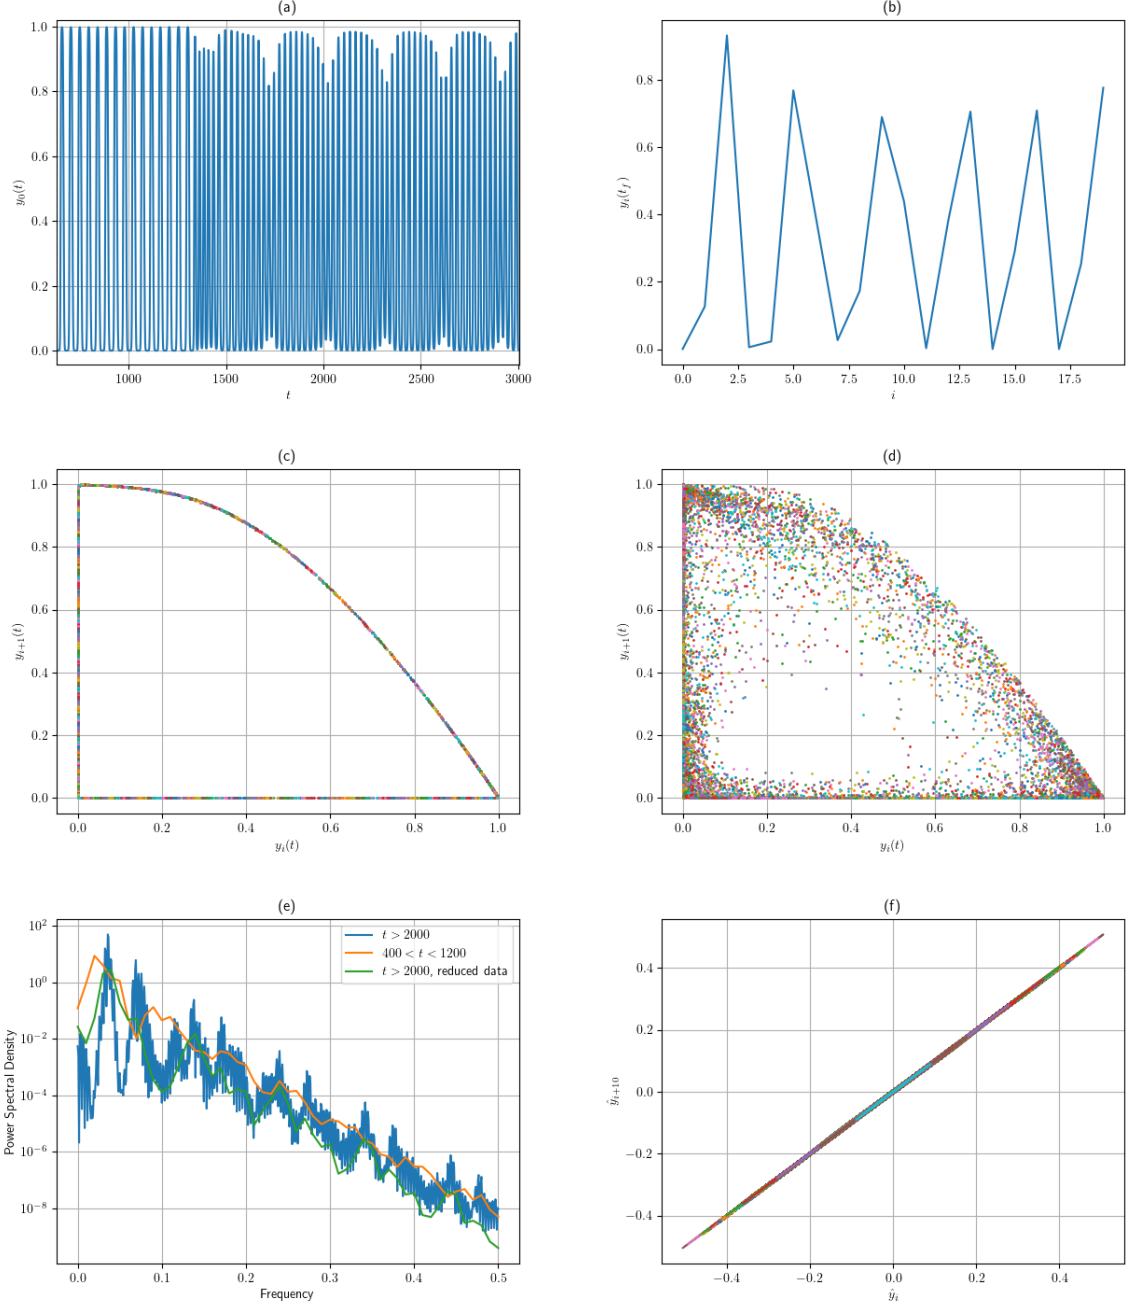 (a)
1.0
0.8
0.6
0.4
0.2
0.0
y_0(t)
1000 1500 2000 2500 3000
t
(b)
0.8
0.6
0.4
0.2
0.0
y_i(t_f)
0.0 2.5 5.0 7.5 10.0 12.5 15.0 17.5
i
(c)
1.0
0.8
0.6
0.4
0.2
0.0
y_{i+1}(t)
0.0 0.2 0.4 0.6 0.8 1.0
y_i(t)
(d)
1.0
0.8
0.6
0.4
0.2
0.0
y_{i+1}(t)
0.0 0.2 0.4 0.6 0.8 1.0
y_i(t)
(e)
10^2
10^0
10^{-2}
10^{-4}
10^{-6}
10^{-8}
Power Spectral Density
t > 2000
400 < t < 1200
t > 2000, reduced data
0.0 0.1 0.2 0.3 0.4 0.5
Frequency
(f)
0.4
0.2
0.0
−0.2
−0.4
ŷ_{i+10}
−0.4 −0.2 0.0 0.2 0.4
ŷ_i